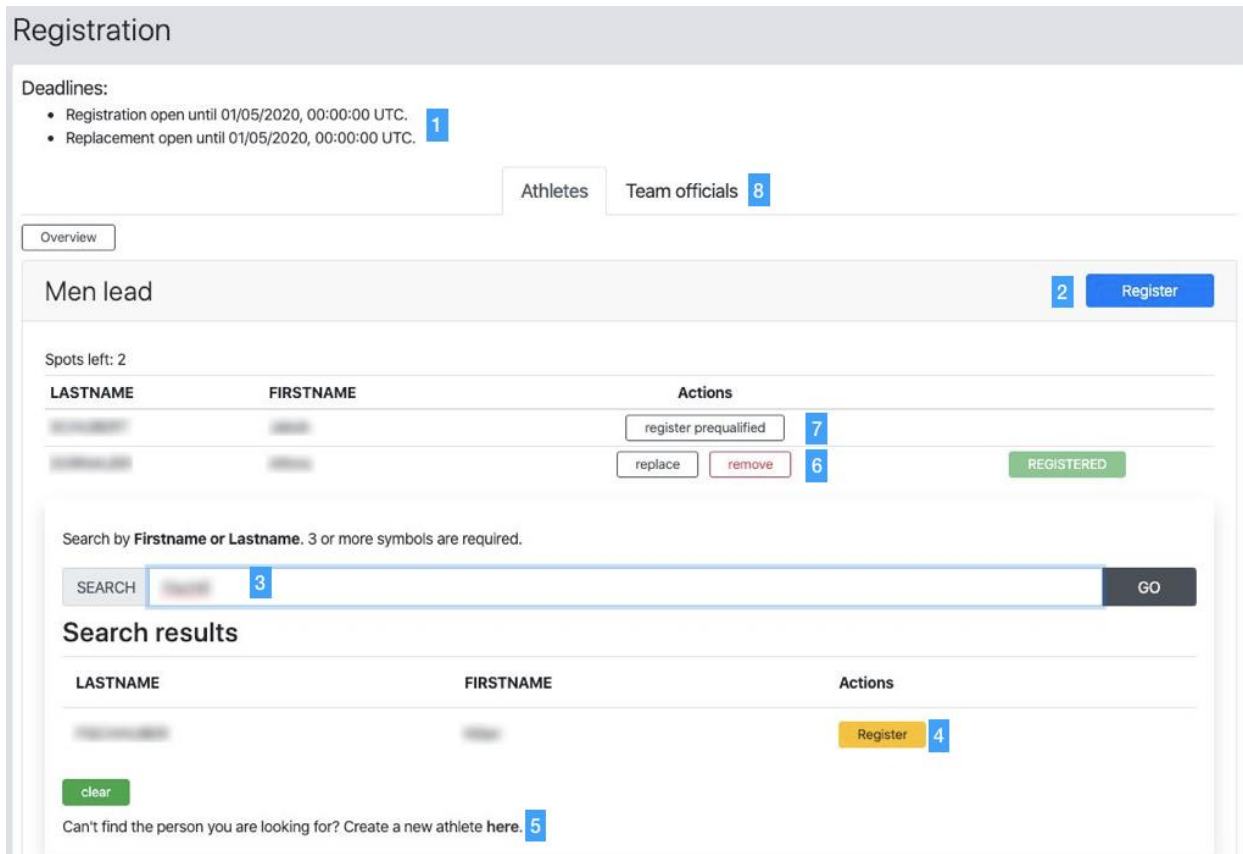 Registration
Deadlines:
• Registration open until 01/05/2020, 00:00:00 UTC.
• Replacement open until 01/05/2020, 00:00:00 UTC.
1
Athletes Team officials 8
Overview
Men lead 2 Register
Spots left: 2
LASTNAME FIRSTNAME Actions
register prequalified 7
replace remove 6 REGISTERED
Search by Firstname or Lastname. 3 or more symbols are required.
SEARCH 3 GO
Search results
LASTNAME FIRSTNAME Actions
Register 4
clear
Can't find the person you are looking for? Create a new athlete here. 5